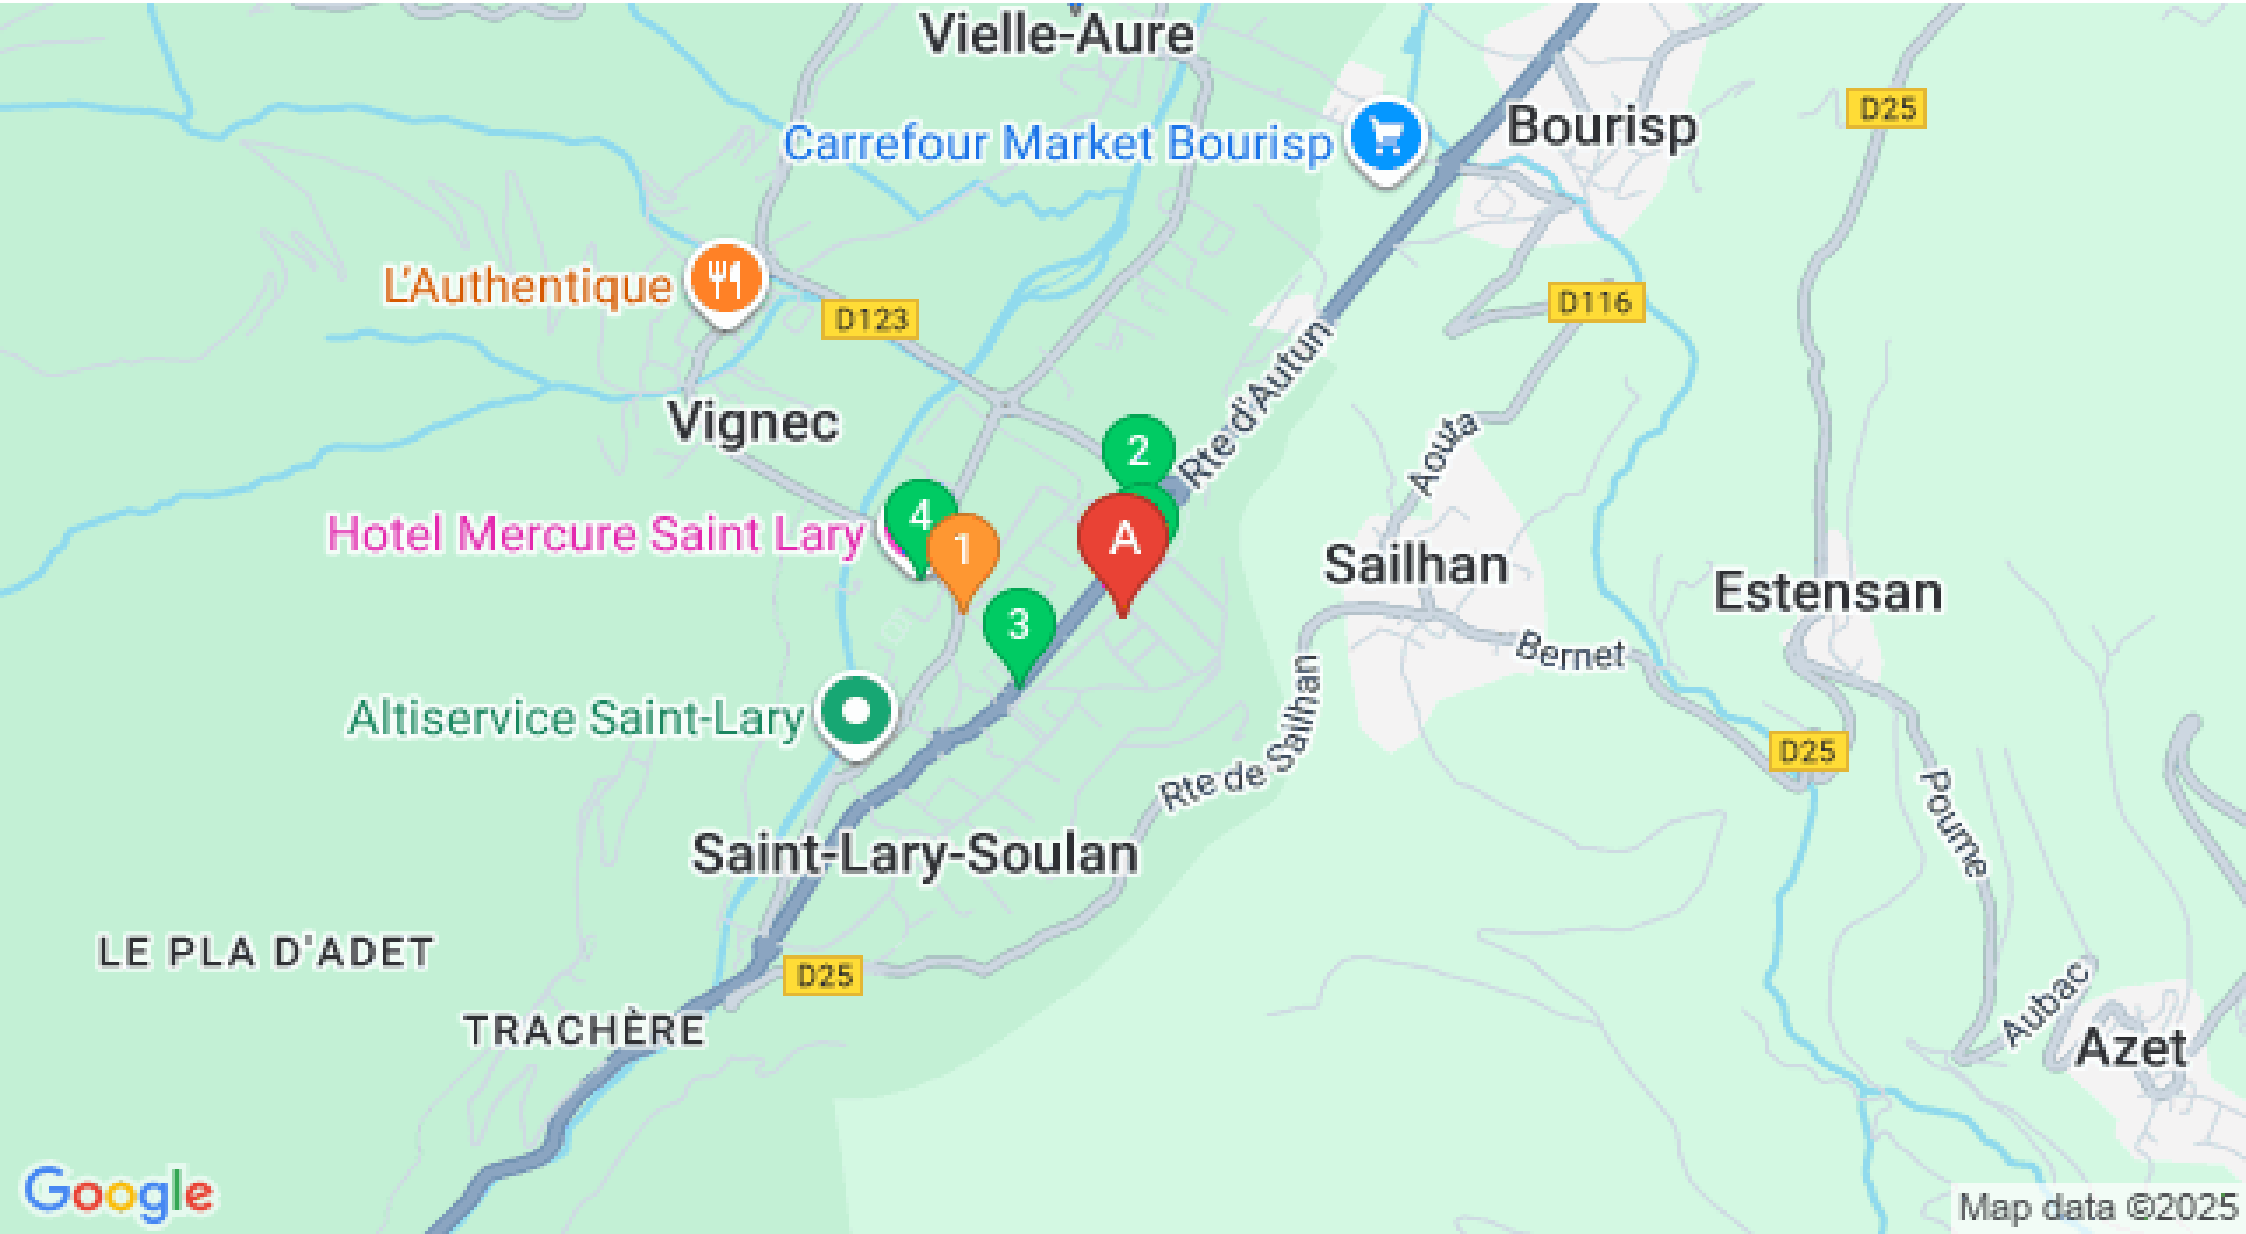 Vielle-Aure
D25
Bourisp
Carrefour Market Bourisp
L'Authentique
D123
D116
Rte d'Autun
Vignec
Aouta
2
4
Hotel Mercure Saint Lary
1
A
Sailhan
Estensan
3
Bernet
Altiservice Saint-Lary
Rte de Sailhan
D25
Poume
Saint-Lary-Soulan
LE PLA D'ADET
D25
Aubac
TRACHÈRE
Azet
Google
Map data ©2025